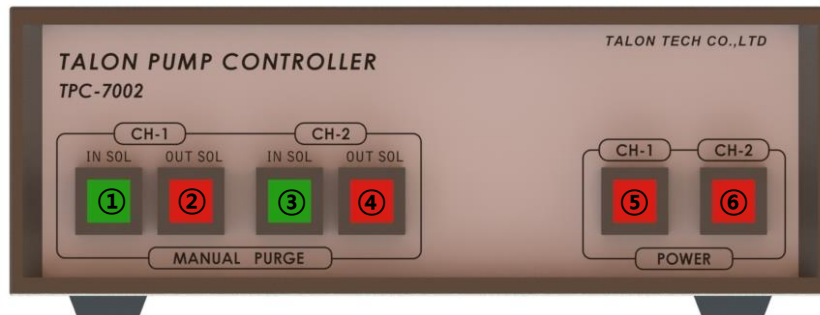 TALON TECH CO.,LTD
TALON PUMP CONTROLLER
TPC-7002
CH-1 CH-2
IN SOL OUT SOL IN SOL OUT SOL
① ② ③ ④
MANUAL PURGE
CH-1 CH-2
⑤ ⑥
POWER